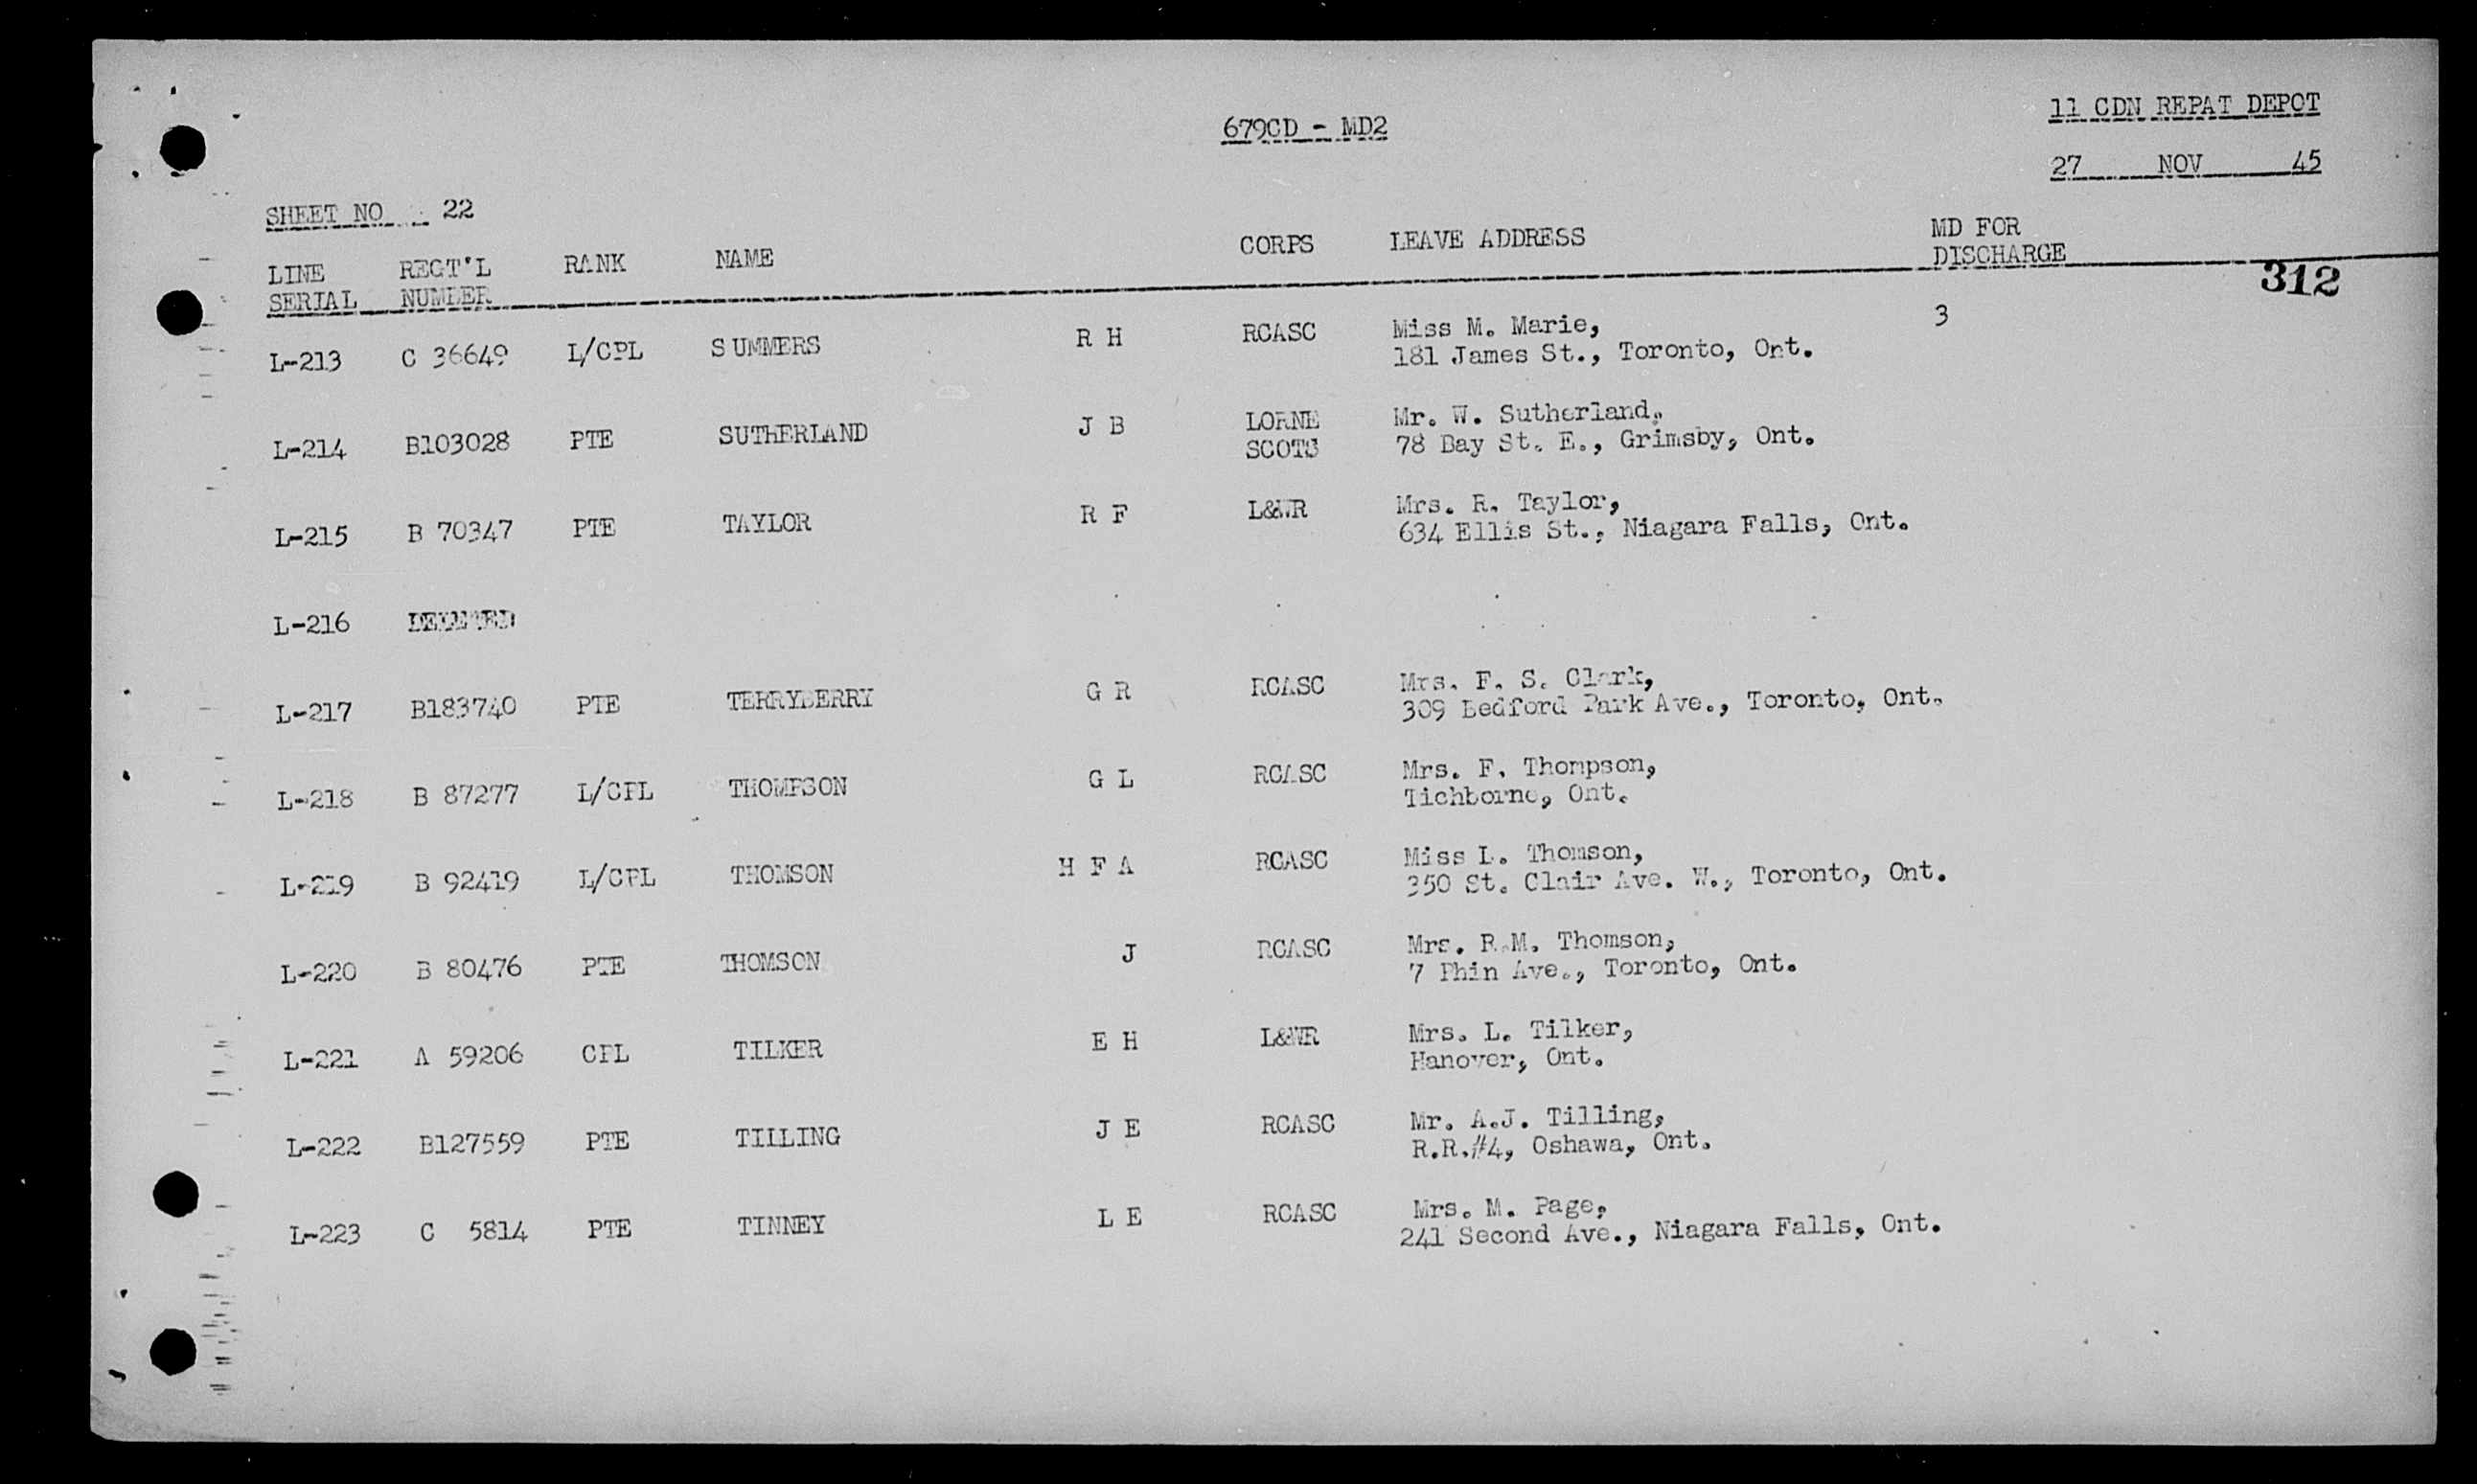 11 CDN REPAT DEPOT
679CD - MD2
27 NOV 45
SHEET NO 22
LINE SERIAL REGT'L NUMBER RANK NAME CORPS LEAVE ADDRESS MD FOR DISCHARGE
312
L-213 C 36649 L/CPL SUMMERS R H RCASC Miss M. Marie, 3
181 James St., Toronto, Ont.
L-214 B103028 PTE SUTHERLAND J B LORNE Mr. W. Sutherland,
SCOTS 78 Bay St. E., Grimsby, Ont.
L-215 B 70347 PTE TAYLOR R F L&WR Mrs. R. Taylor,
634 Ellis St., Niagara Falls, Ont.
L-216 DELETED
L-217 B183740 PTE TERRYBERRY G R RCASC Mrs. F. S. Clark,
309 Bedford Park Ave., Toronto, Ont.
L-218 B 87277 L/CPL THOMPSON G L RCASC Mrs. F. Thompson,
Tichborne, Ont.
L-219 B 92419 L/CPL THOMSON H F A RCASC Miss L. Thomson,
350 St. Clair Ave. W., Toronto, Ont.
L-220 B 80476 PTE THOMSON J RCASC Mrs. R.M. Thomson,
7 Phin Ave., Toronto, Ont.
L-221 A 59206 CPL TILKER E H L&WR Mrs. L. Tilker,
Hanover, Ont.
L-222 B127559 PTE TILLING J E RCASC Mr. A.J. Tilling,
R.R.#4, Oshawa, Ont.
L-223 C 5814 PTE TINNEY L E RCASC Mrs. M. Page,
241 Second Ave., Niagara Falls, Ont.